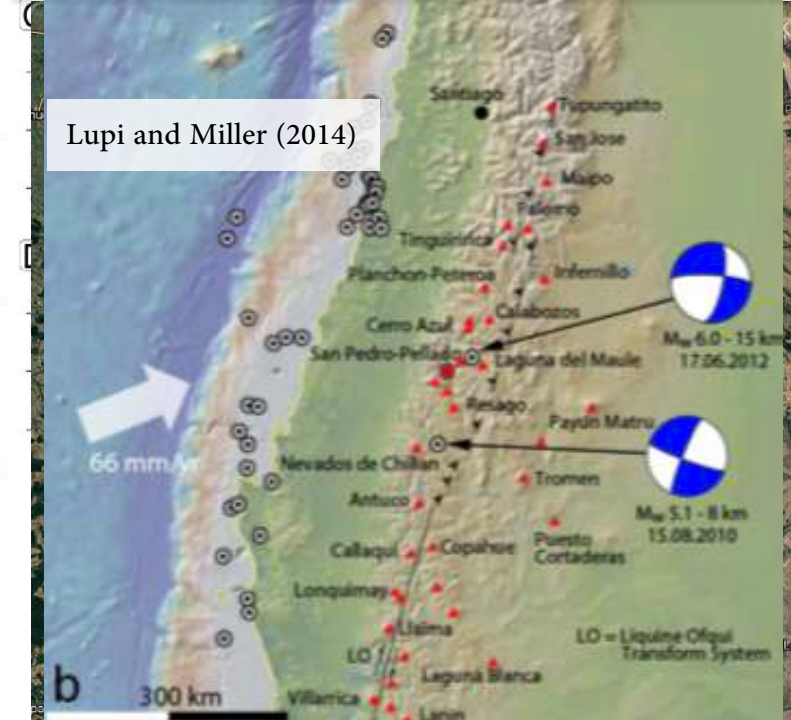 Santiago
Tupungatito
Lupi and Miller (2014)
San Jose
Maipo
Palomo
Tinguiririca
Planchon-Peteroa
Infernillo
Calabozos
Cerro Azul
Mw 6.0 - 15 km
17.06.2012
San Pedro-Pellado
Laguna del Maule
Resago
Payun Matru
66 mm/yr
Nevados de Chillan
Tromen
Antuco
Mw 5.1 - 8 km
15.08.2010
Puesto
Cortaderas
Callaqui
Copahue
Lonquimay
Llaima
LO = Liquine Ofqui
Transform System
LO
Laguna Blanca
b
300 km
Villarrica
Lanin